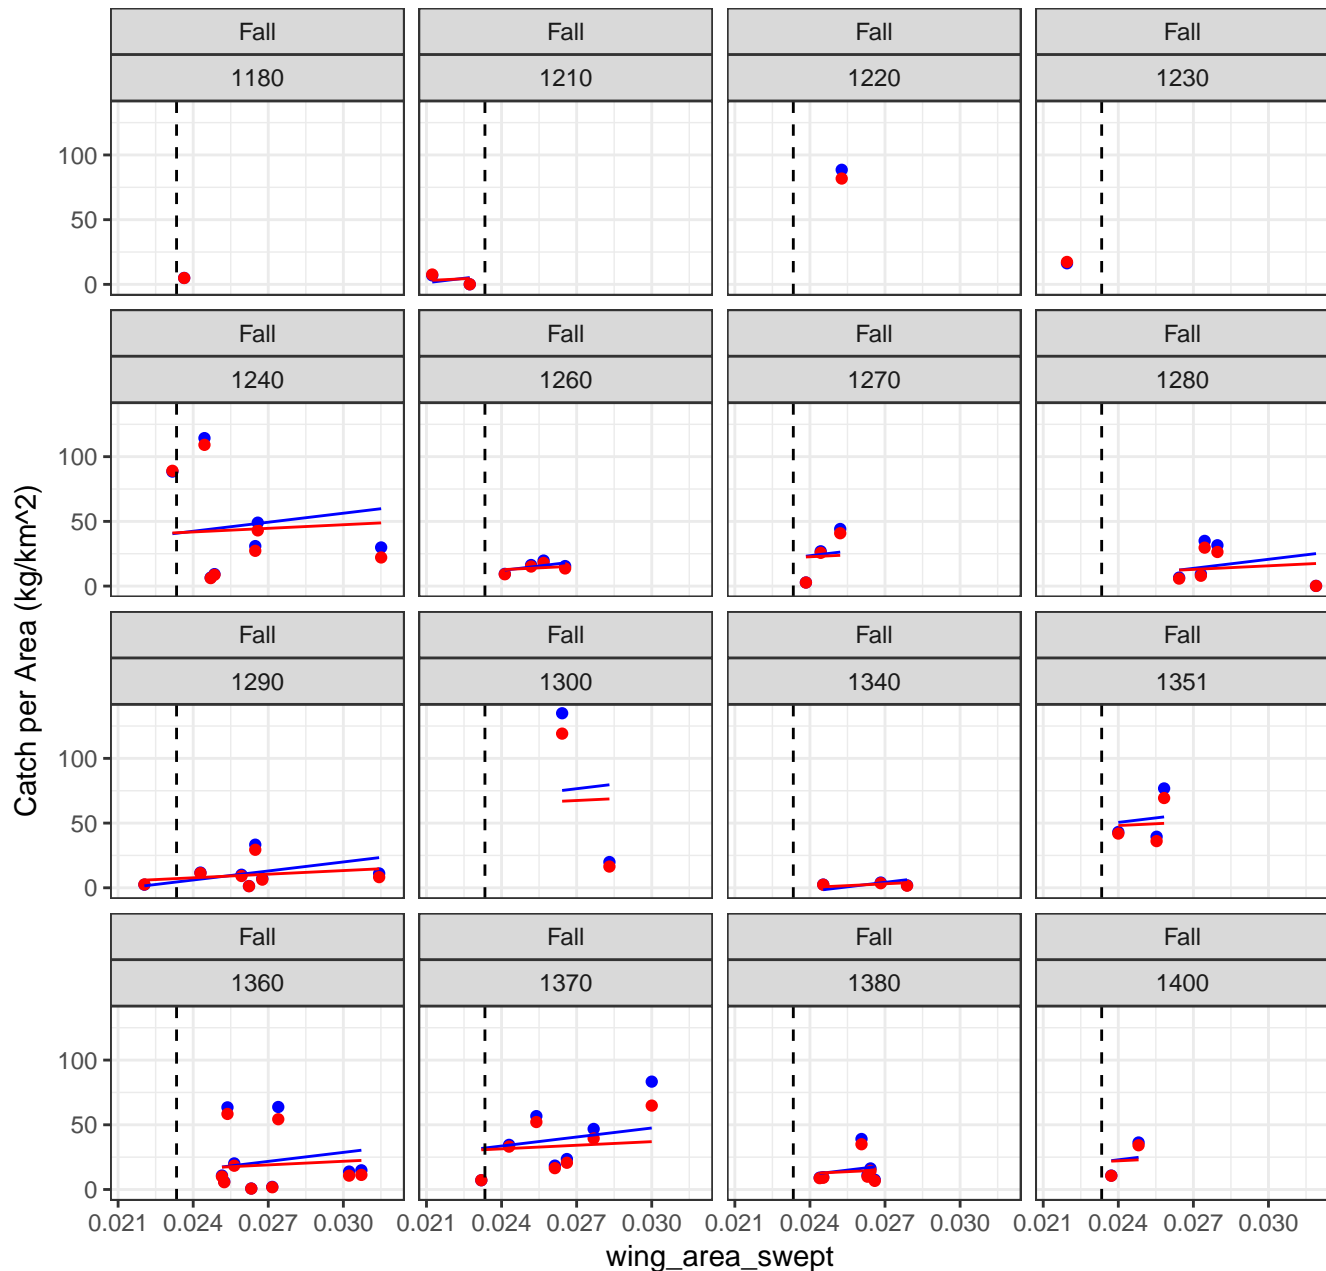 Fall Fall Fall Fall
1180 1210 1220 1230
100
50
0
Fall Fall Fall Fall
1240 1260 1270 1280
100
50
0
Fall Fall Fall Fall
1290 1300 1340 1351
100
50
0
Fall Fall Fall Fall
1360 1370 1380 1400
100
50
0
0.021 0.024 0.027 0.030 0.021 0.024 0.027 0.030 0.021 0.024 0.027 0.030 0.021 0.024 0.027 0.030
wing_area_swept
Catch per Area (kg/km^2)